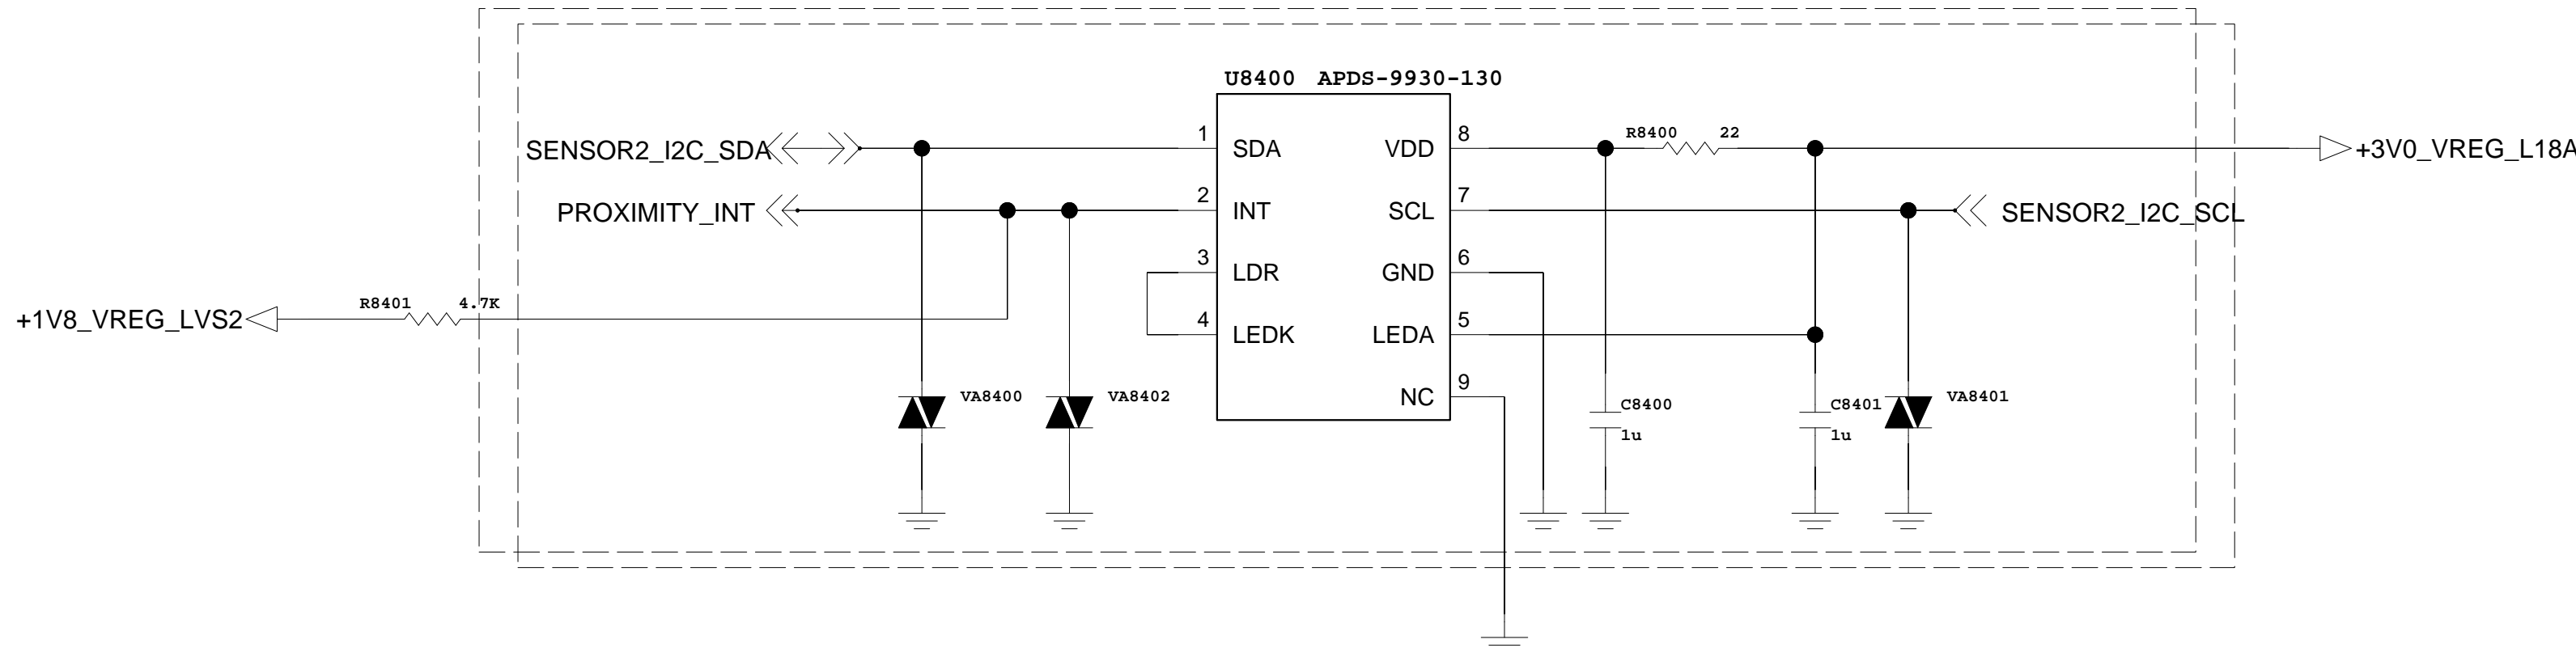 U8400 APDS-9930-130
SENSOR2_I2C_SDA
1
SDA
VDD
8
R8400
22
+3V0_VREG_L18A
PROXIMITY_INT
2
INT
SCL
7
SENSOR2_I2C_SCL
3
LDR
GND
6
+1V8_VREG_LVS2
R8401
4.7K
4
LEDK
LEDA
5
NC
9
VA8400
VA8402
C8400
1u
C8401
1u
VA8401